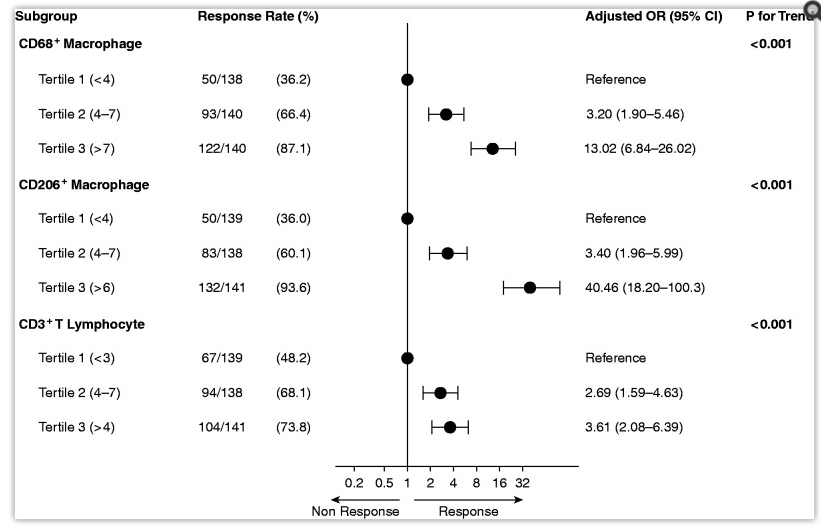 Subgroup Response Rate (%) Adjusted OR (95% CI) P for Trend
CD68+ Macrophage <0.001
Tertile 1 (<4) 50/138 (36.2) Reference
Tertile 2 (4–7) 93/140 (66.4) 3.20 (1.90–5.46)
Tertile 3 (>7) 122/140 (87.1) 13.02 (6.84–26.02)
CD206+ Macrophage <0.001
Tertile 1 (<4) 50/139 (36.0) Reference
Tertile 2 (4–7) 83/138 (60.1) 3.40 (1.96–5.99)
Tertile 3 (>6) 132/141 (93.6) 40.46 (18.20–100.3)
CD3+ T Lymphocyte <0.001
Tertile 1 (<3) 67/139 (48.2) Reference
Tertile 2 (4–7) 94/138 (68.1) 2.69 (1.59–4.63)
Tertile 3 (>4) 104/141 (73.8) 3.61 (2.08–6.39)
0.2 0.5 1 2 4 8 16 32
Non Response Response